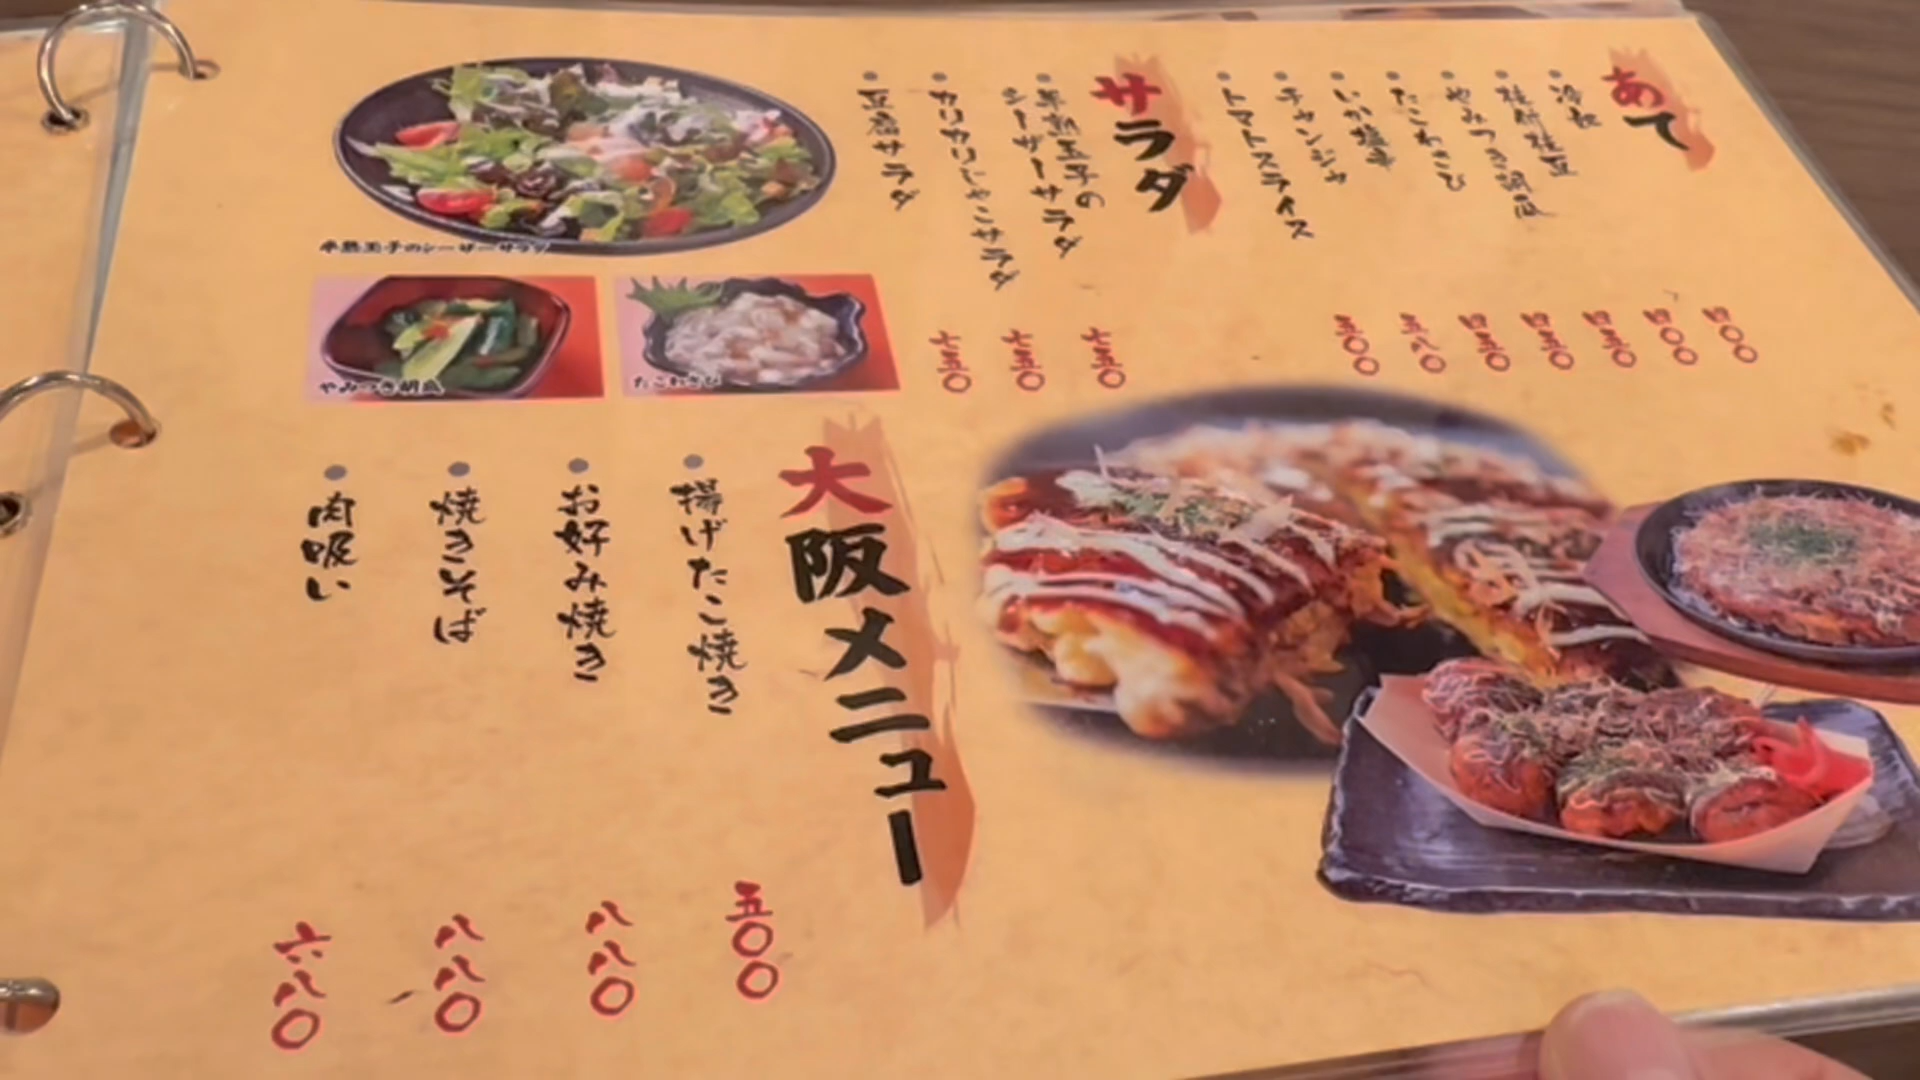 あて
冷奴
枝豆
やみつき胡瓜
たこわさび
いか塩辛
チャンジャ
トマトスライス
四〇〇
四〇〇
四五〇
四五〇
四五〇
五八〇
五〇〇
サラダ
半熟玉子の
シーザーサラダ
カリカリじゃこサラダ
豆腐サラダ
七五〇
七五〇
七五〇
半熟玉子のシーザーサラダ
やみつき胡瓜
たこわさび
大阪メニュー
揚げたこ焼き
お好み焼き
焼きそば
肉吸い
五〇〇
八八〇
八八〇
六八〇